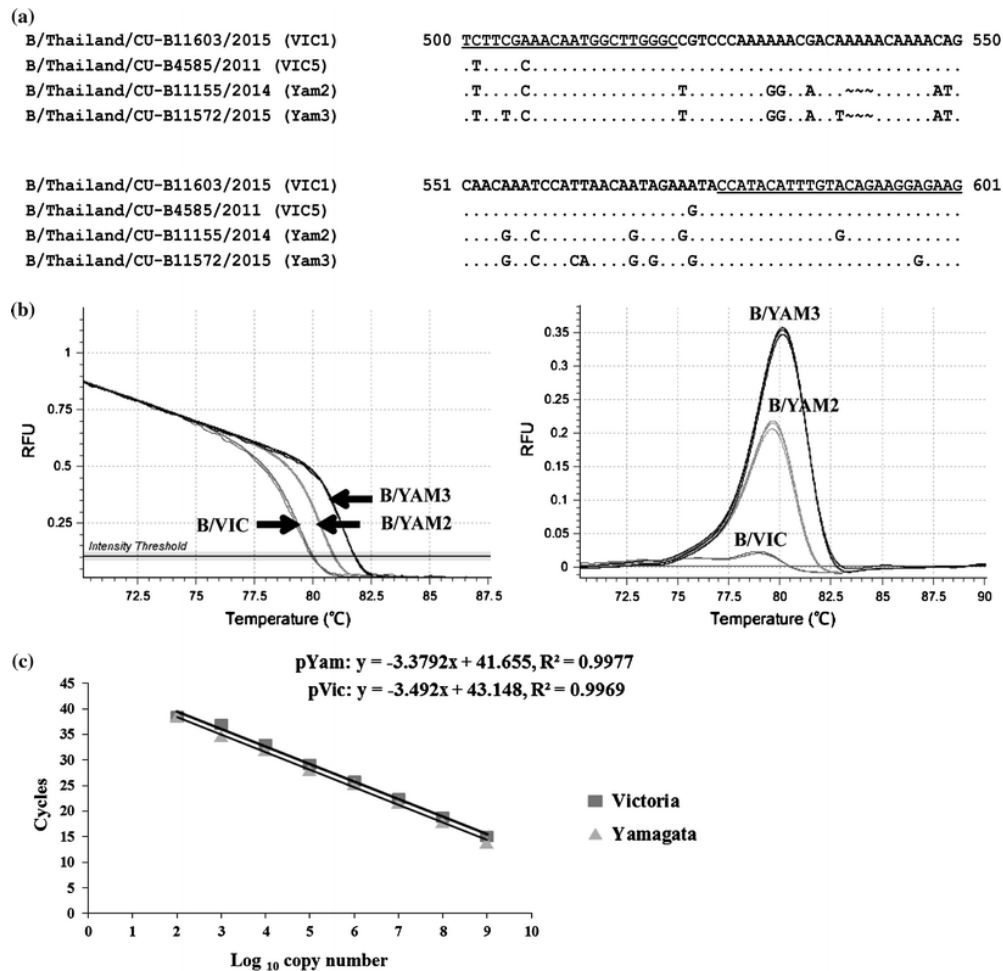 (a)
B/Thailand/CU-B11603/2015 (VIC1) 500 TCTTCGAAACAATGGCTTGGGCCGTCCCAAAAAACGACAAAAACAAAACAG 550
B/Thailand/CU-B4585/2011 (VIC5) .T....C............................................
B/Thailand/CU-B11155/2014 (Yam2) .T....C...............T........GG..A...~~~.........AT.
B/Thailand/CU-B11572/2015 (Yam3) .T..T.C...............T........GG..A..T~~~.........AT.
B/Thailand/CU-B11603/2015 (VIC1) 551 CAACAAATCCATTAACAATAGAAATACCATACATTTGTACAGAAGGAGAAG 601
B/Thailand/CU-B4585/2011 (VIC5) .......................G...........................
B/Thailand/CU-B11155/2014 (Yam2) ....G..C.........G....G...............G............
B/Thailand/CU-B11572/2015 (Yam3) ....G..C...CA....G.G...G......................G....
(b)
1
0.75
0.5
0.25
RFU
Intensity Threshold
B/VIC
B/YAM3
B/YAM2
72.5 75 77.5 80 82.5 85 87.5
Temperature (℃)
0.35
0.3
0.25
0.2
0.15
0.1
0.05
0
RFU
B/YAM3
B/YAM2
B/VIC
72.5 75 77.5 80 82.5 85 87.5 90
Temperature (℃)
(c)
pYam: y = -3.3792x + 41.655, R² = 0.9977
pVic: y = -3.492x + 43.148, R² = 0.9969
45
40
35
30
25
20
15
10
5
0
Cycles
0 1 2 3 4 5 6 7 8 9 10
Log 10 copy number
Victoria
Yamagata